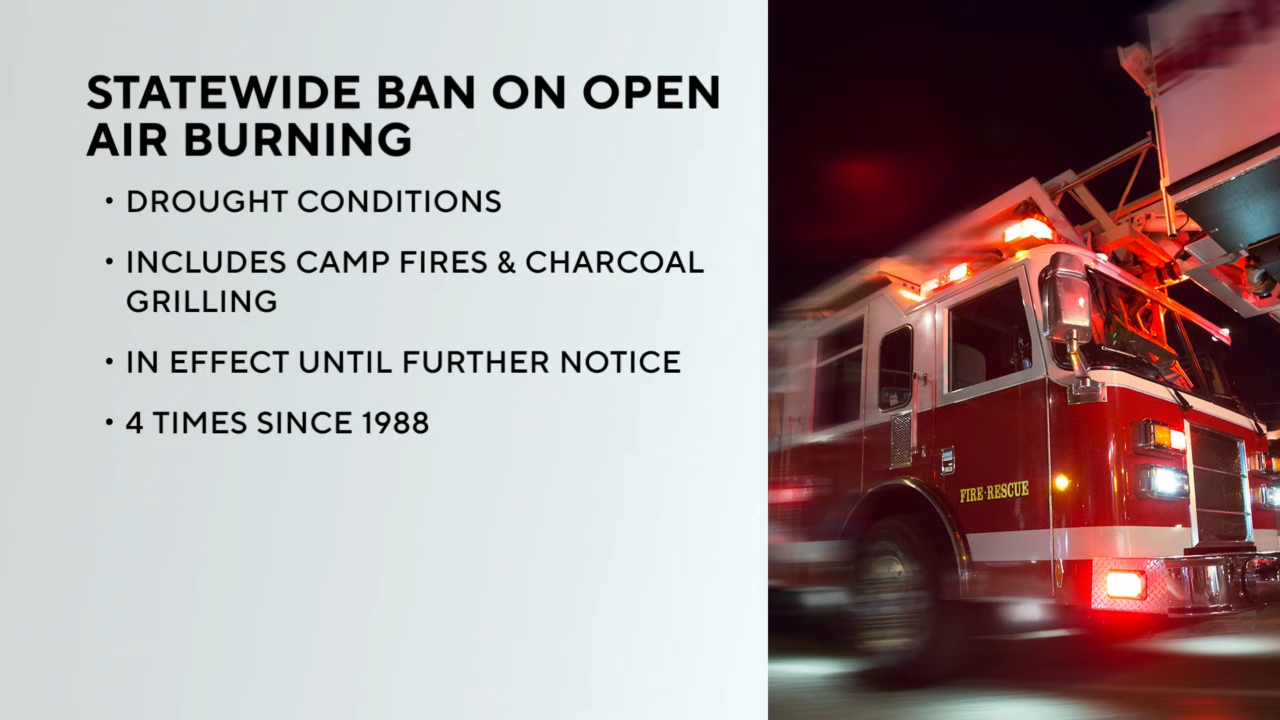 STATEWIDE BAN ON OPEN
AIR BURNING
• DROUGHT CONDITIONS
• INCLUDES CAMP FIRES & CHARCOAL
GRILLING
• IN EFFECT UNTIL FURTHER NOTICE
• 4 TIMES SINCE 1988
FIRE-RESCUE